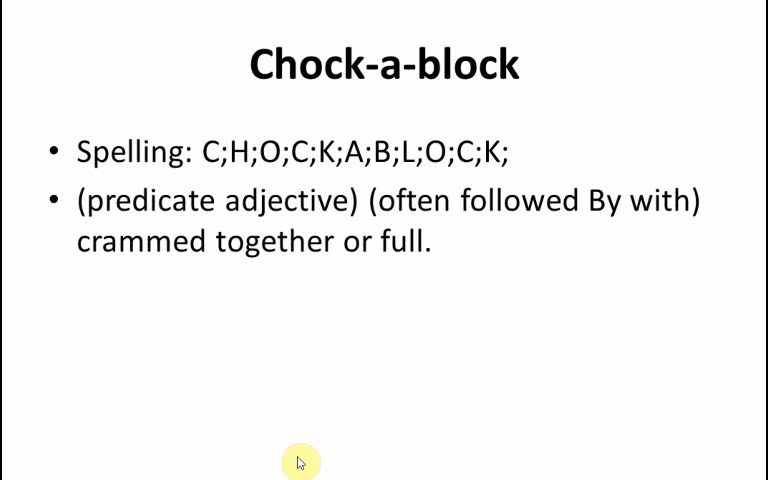 Chock-a-block
• Spelling: C;H;O;C;K;A;B;L;O;C;K;
• (predicate adjective) (often followed By with)
crammed together or full.